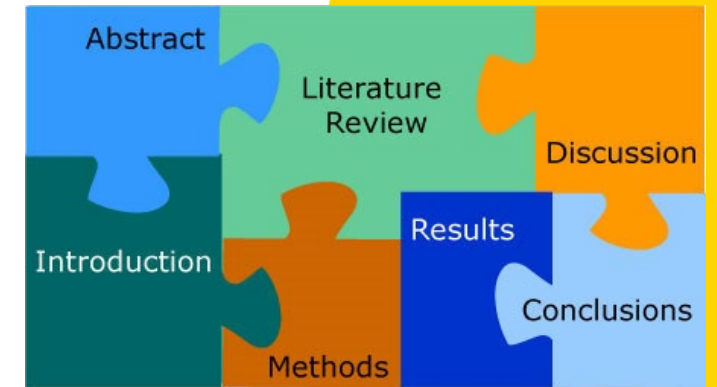 Abstract
Literature
Review
Discussion
Introduction
Results
Conclusions
Methods